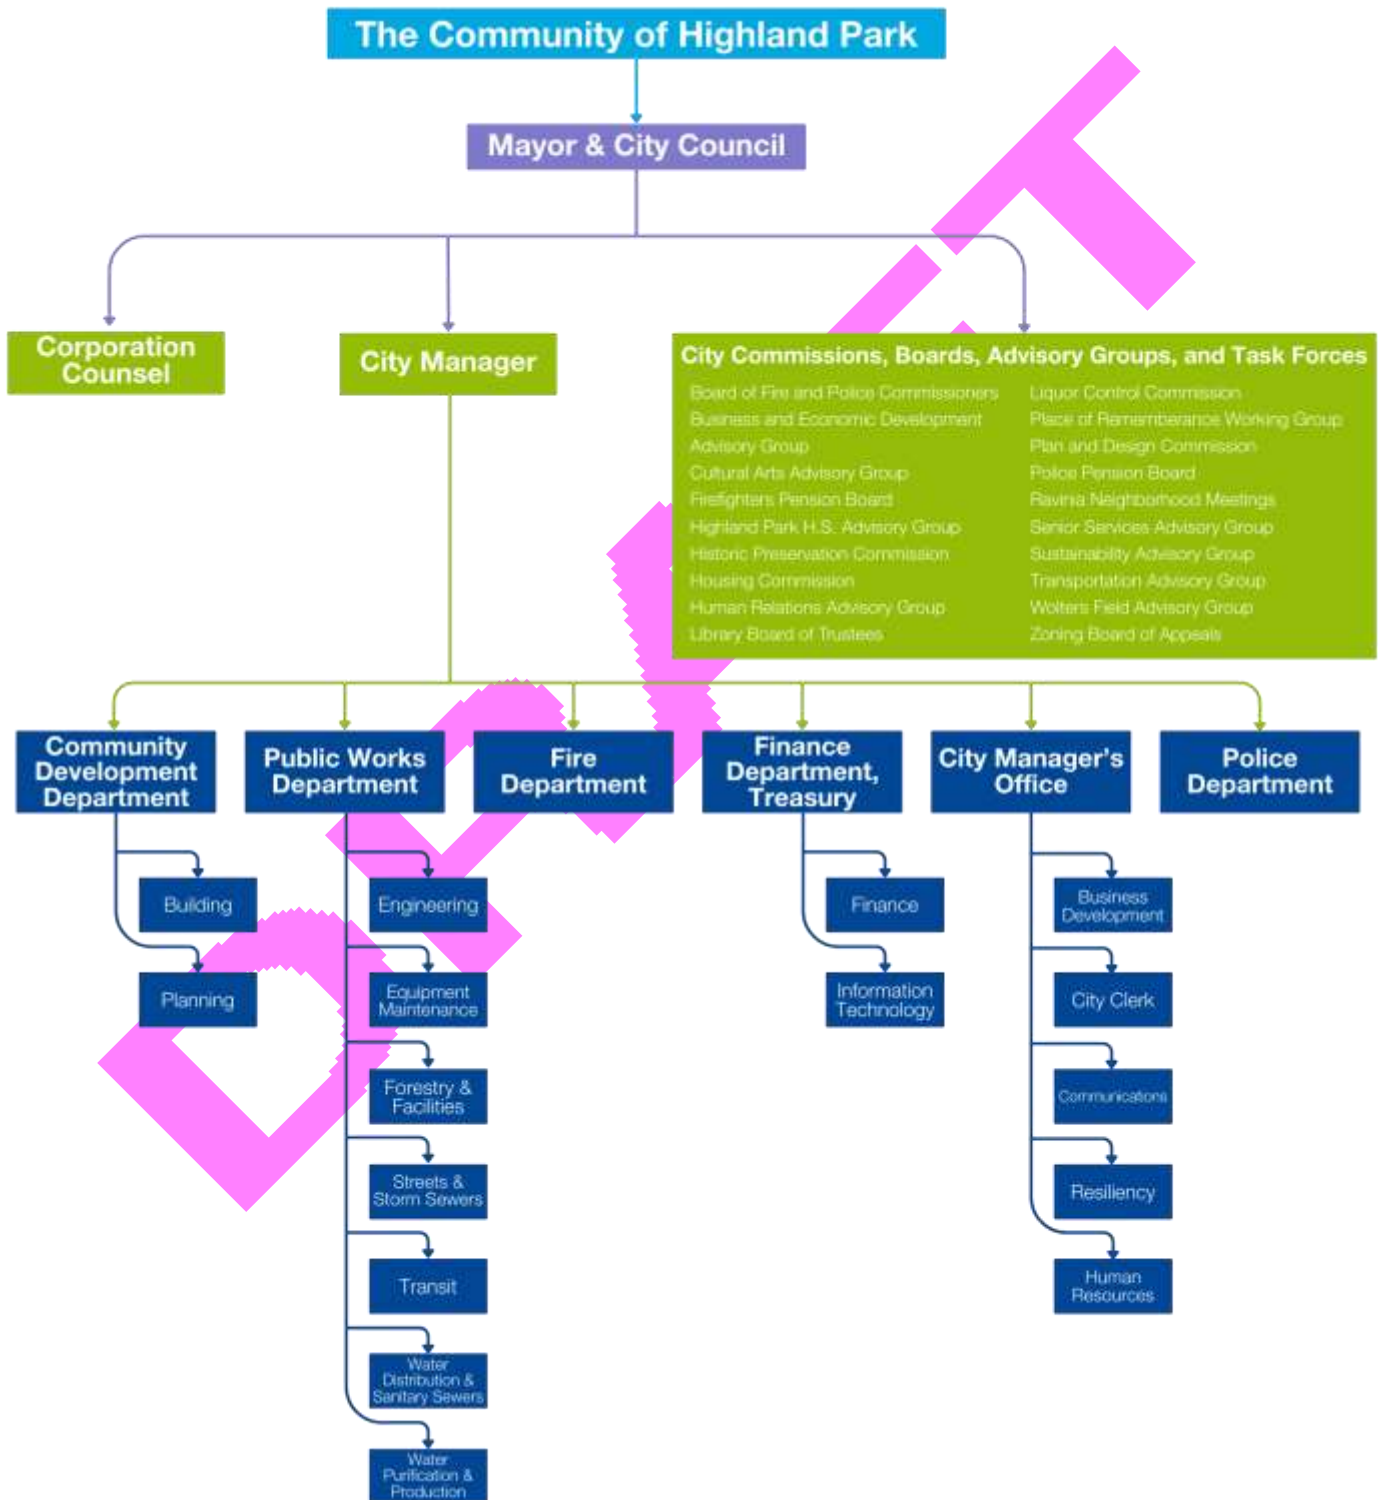 The Community of Highland Park
Mayor & City Council
Corporation
Counsel
City Manager
City Commissions, Boards, Advisory Groups, and Task Forces
Board of Fire and Police Commissioners
Business and Economic Development
Advisory Group
Cultural Arts Advisory Group
Firefighters Pension Board
Highland Park H.S. Advisory Group
Historic Preservation Commission
Housing Commission
Human Relations Advisory Group
Library Board of Trustees
Liquor Control Commission
Place of Rememberance Working Group
Plan and Design Commission
Police Pension Board
Ravinia Neighborhood Meetings
Senior Services Advisory Group
Sustainability Advisory Group
Transportation Advisory Group
Wolters Field Advisory Group
Zoning Board of Appeals
Community
Development
Department
Building
Planning
Public Works
Department
Engineering
Equipment
Maintenance
Forestry &
Facilities
Streets &
Storm Sewers
Transit
Water
Distribution &
Sanitary Sewers
Water
Purification &
Production
Fire
Department
Finance
Department,
Treasury
Finance
Information
Technology
City Manager's
Office
Business
Development
City Clerk
Communications
Resiliency
Human
Resources
Police
Department
DRAFT